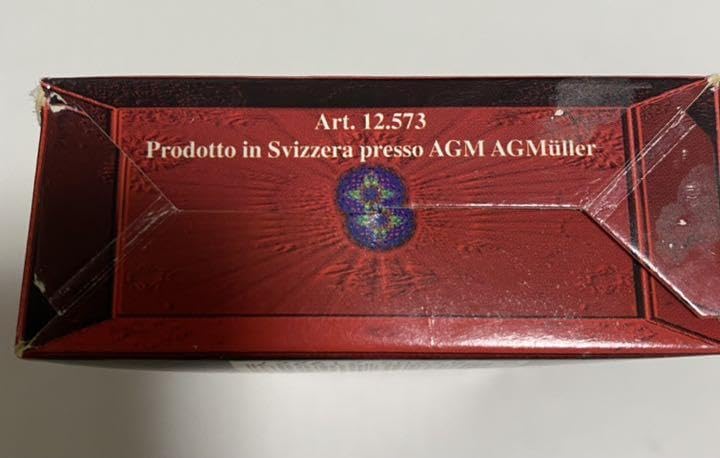 Art. 12.573
Prodotto in Svizzera presso AGM AGMüller